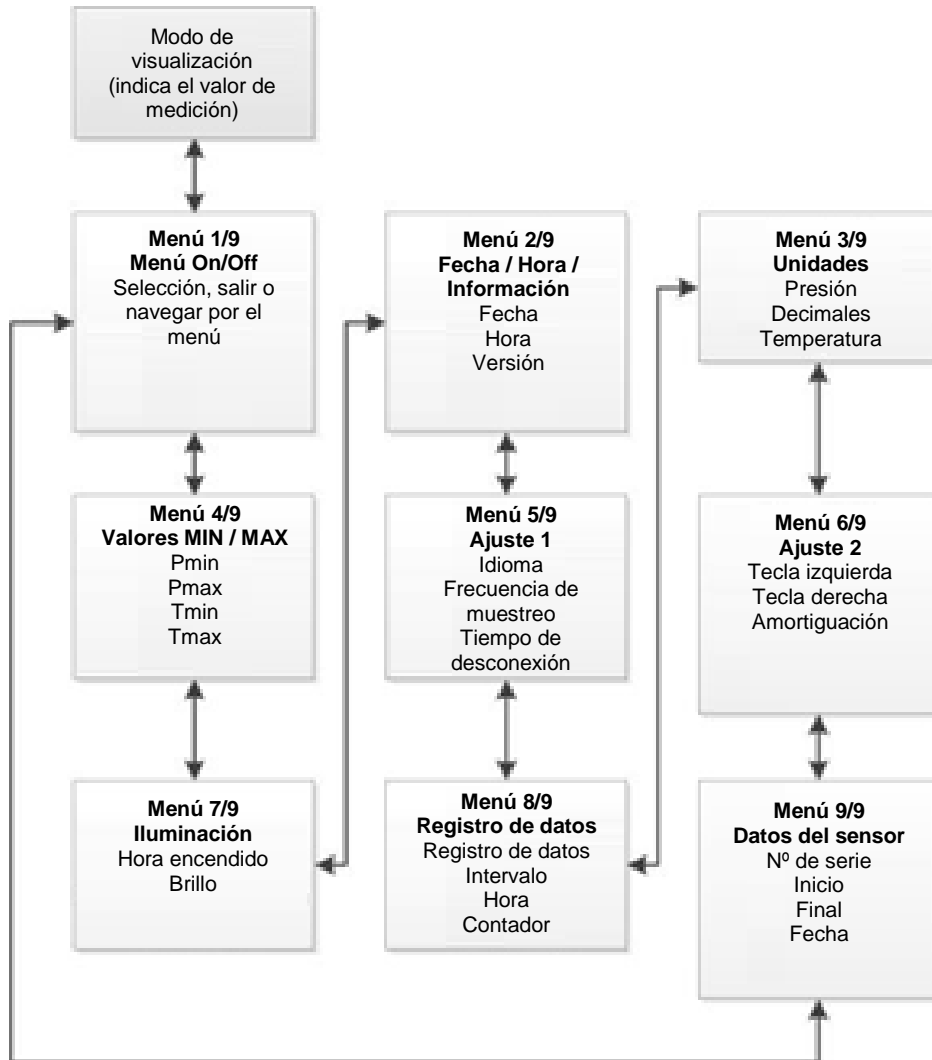 Modo de
visualización
(indica el valor de
medición)
Menú 1/9
Menú On/Off
Selección, salir o
navegar por el
menú
Menú 2/9
Fecha / Hora /
Información
Fecha
Hora
Versión
Menú 3/9
Unidades
Presión
Decimales
Temperatura
Menú 4/9
Valores MIN / MAX
Pmin
Pmax
Tmin
Tmax
Menú 5/9
Ajuste 1
Idioma
Frecuencia de
muestreo
Tiempo de
desconexión
Menú 6/9
Ajuste 2
Tecla izquierda
Tecla derecha
Amortiguación
Menú 7/9
Iluminación
Hora encendido
Brillo
Menú 8/9
Registro de datos
Registro de datos
Intervalo
Hora
Contador
Menú 9/9
Datos del sensor
Nº de serie
Inicio
Final
Fecha